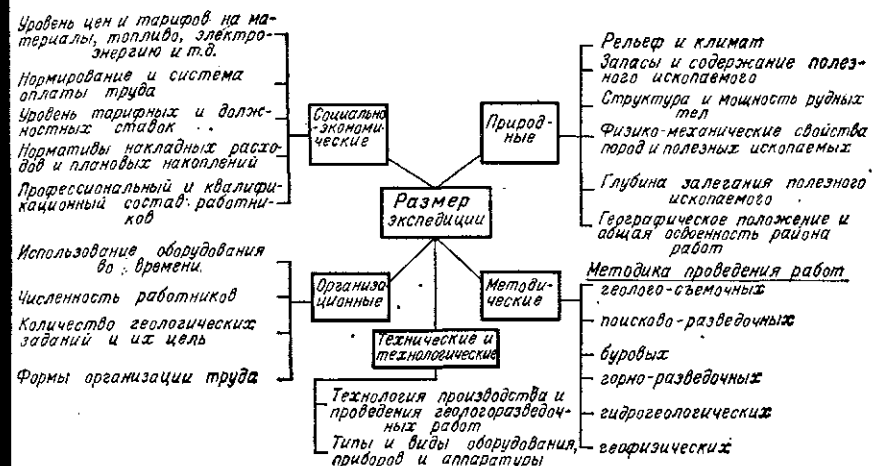 Уровень цен и тарифов на ма-
териалы, топливо, электро-
энергию и т.д.
Нормирование и система
оплаты труда
Уровень тарифных и долж-
ностных ставок
Нормативы накладных расхо-
дов и плановых накоплений
Профессиональный и квалифи-
кационный состав работни-
ков
Социально
-экономи-
ческие
Природ-
ные
Рельеф и климат
Запасы и содержание полез-
ного ископаемого
Структура и мощность рудных
тел
Физико-механические свойства
пород и полезных ископаемых
Глубина залегания полезного
ископаемого
Географическое положение и
общая освоенность района
работ
Размер
экспедиции
Использование оборудования
во времени.
Численность работников
Количество геологических
заданий и их цель
Формы организации труда
Организа-
ционные
Методи-
ческие
Технические и
технологические
Методика проведения работ
геолого-съемочных
поисково-разведочных
буровых
горно-разведочных
гидрогеологических
геофизических
Технология производства и
проведения геологоразведоч-
ных работ
Типы и виды оборудования,
приборов и аппаратуры